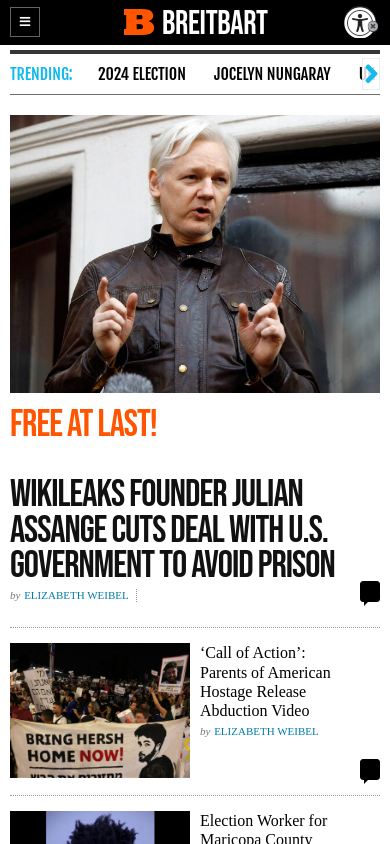 BREITBART
TRENDING: 2024 ELECTION JOCELYN NUNGARAY
FREE AT LAST!
WIKILEAKS FOUNDER JULIAN
ASSANGE CUTS DEAL WITH U.S.
GOVERNMENT TO AVOID PRISON
by ELIZABETH WEIBEL
BRING HERSH
HOME NOW!
‘Call of Action’:
Parents of American
Hostage Release
Abduction Video
by ELIZABETH WEIBEL
Election Worker for
Maricopa County